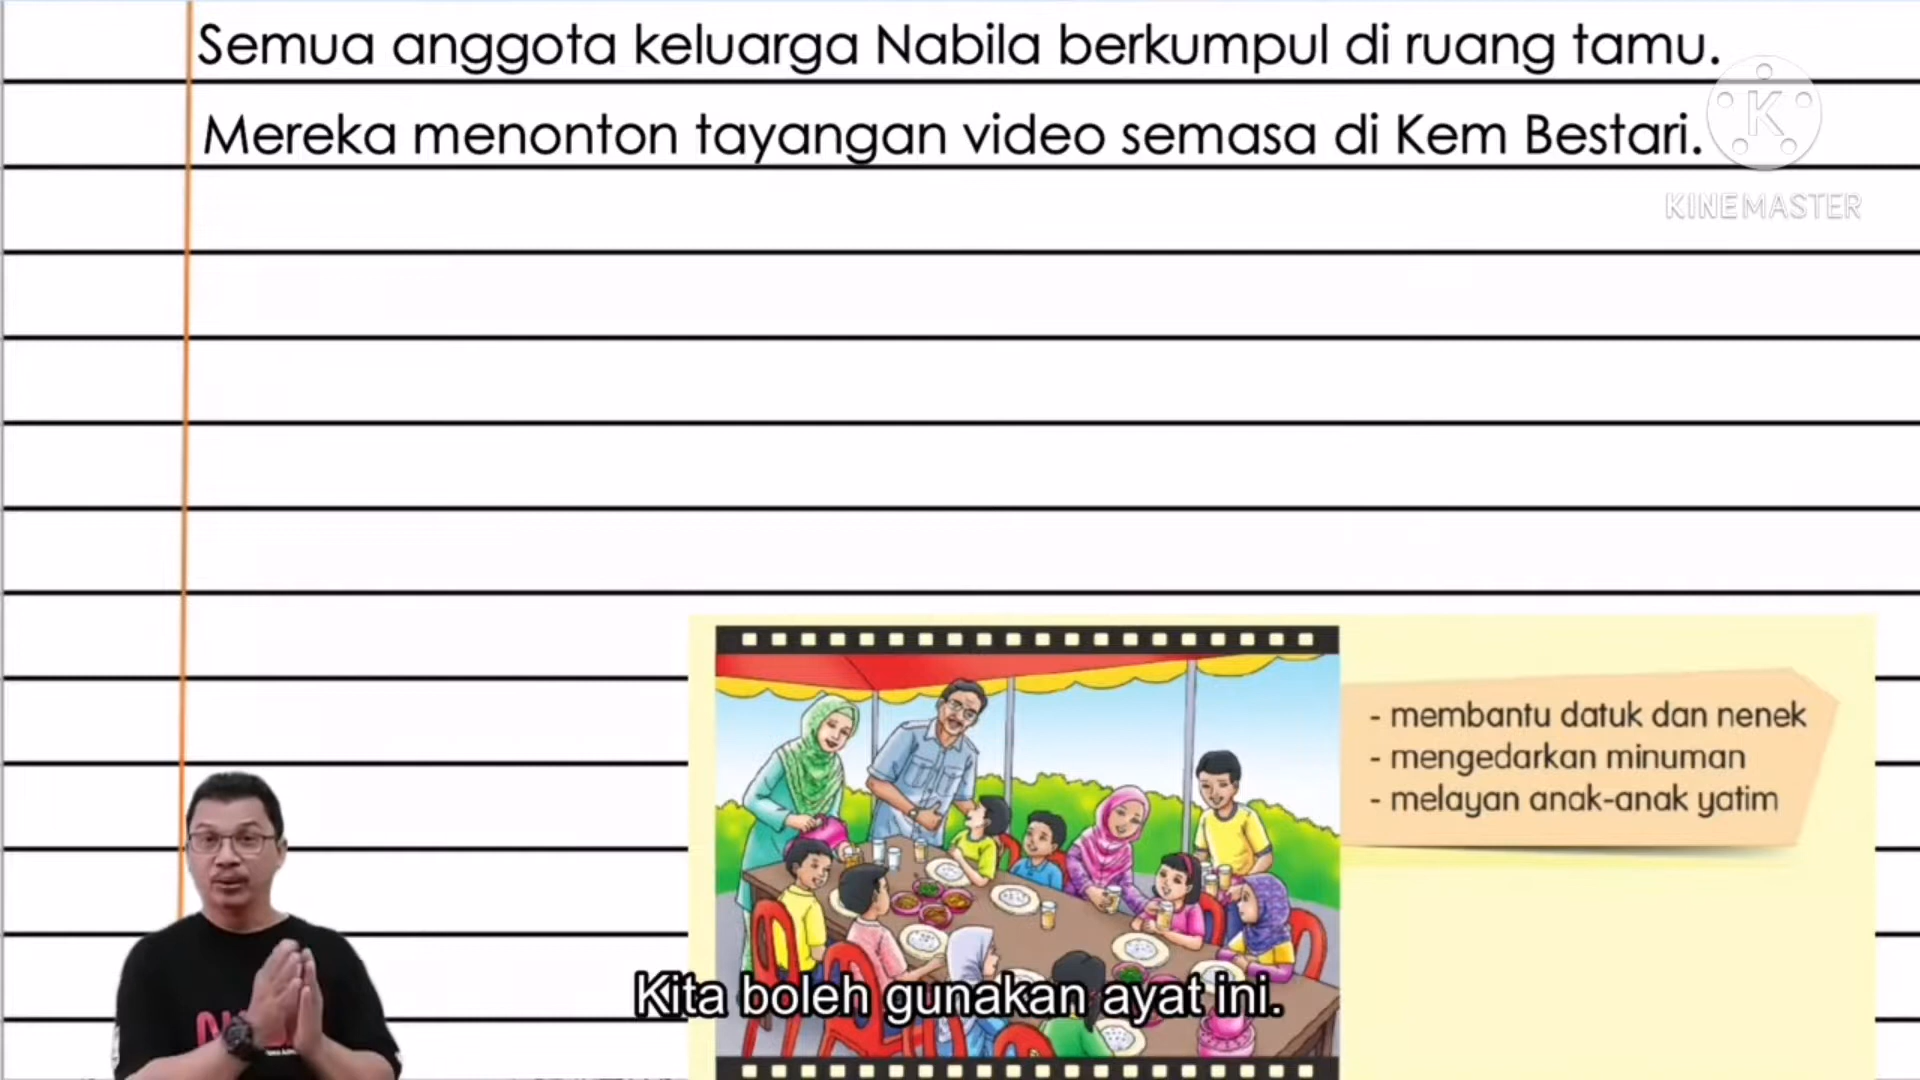 Semua anggota keluarga Nabila berkumpul di ruang tamu.
Mereka menonton tayangan video semasa di Kem Bestari.
KINEMASTER
- membantu datuk dan nenek
- mengedarkan minuman
- melayan anak-anak yatim
Kita boleh gunakan ayat ini.